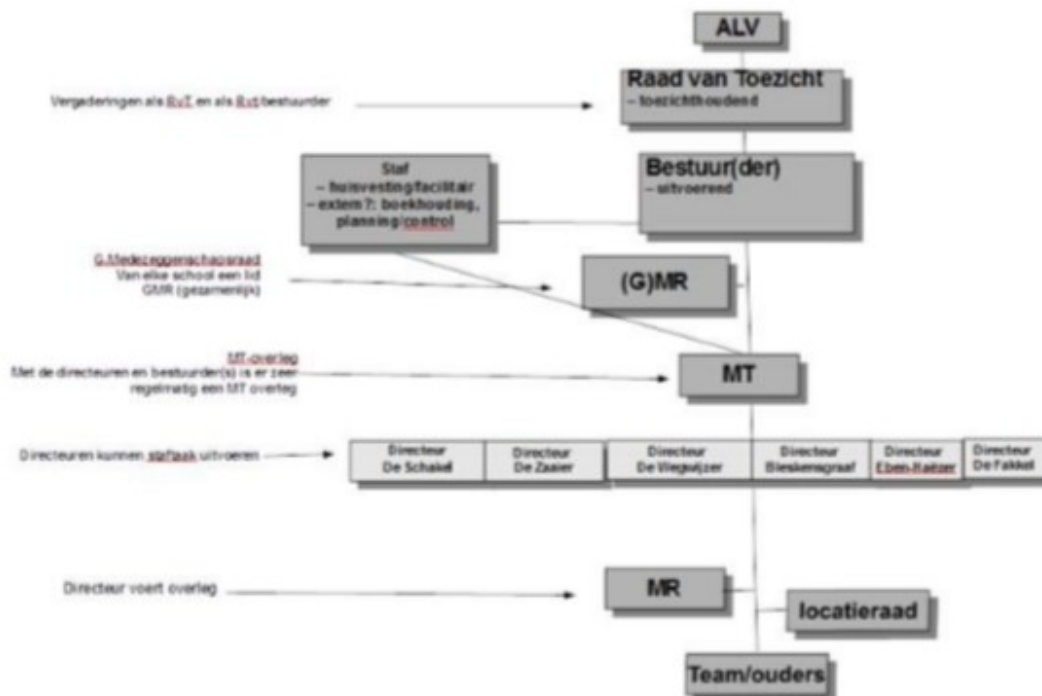 ALV
Raad van Toezicht
– toezichthoudend
Vergaderingen als RvT en als Rvt/bestuurder
Bestuur(der)
– uitvoerend
Staf
– huisvesting/facilitair
– extern?: boekhouding,
planning/control
G.Medezeggenschapsraad
Van elke school een lid
GMR (gezamenlijk)
(G)MR
MT-overleg
Met de directeuren en bestuurder(s) is er zeer
regelmatig een MT overleg
MT
Directeuren kunnen staftaak uitvoeren
Directeur
De Schakel
Directeur
De Zaaier
Directeur
De Wegwijzer
Directeur
Bleskensgraaf
Directeur
Eben-Haëzer
Directeur
De Fakkel
Directeur voert overleg
MR
locatieraad
Team/ouders